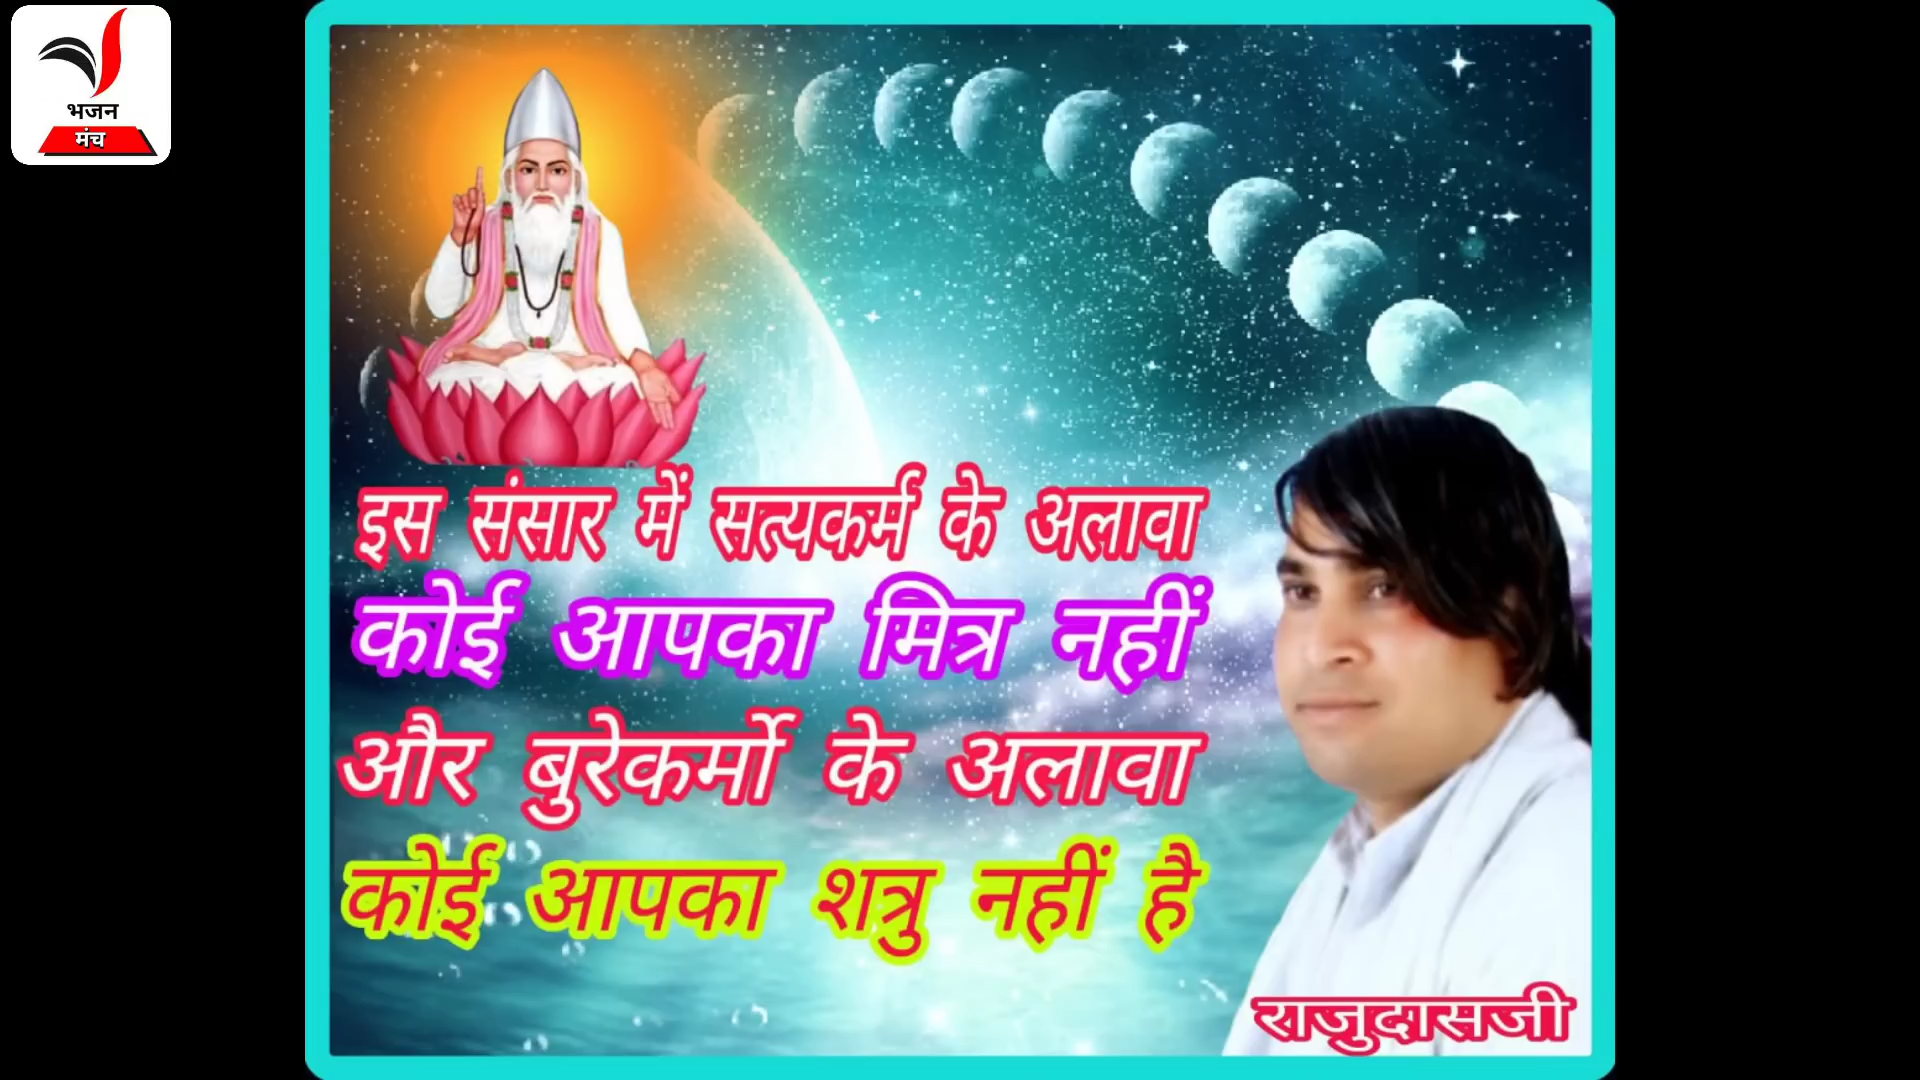 भजन
मंच
इस संसार में सत्यकर्म के अलावा
कोई आपका मित्र नहीं
और बुरेकर्मो के अलावा
कोई आपका शत्रु नहीं है
राजुदासजी